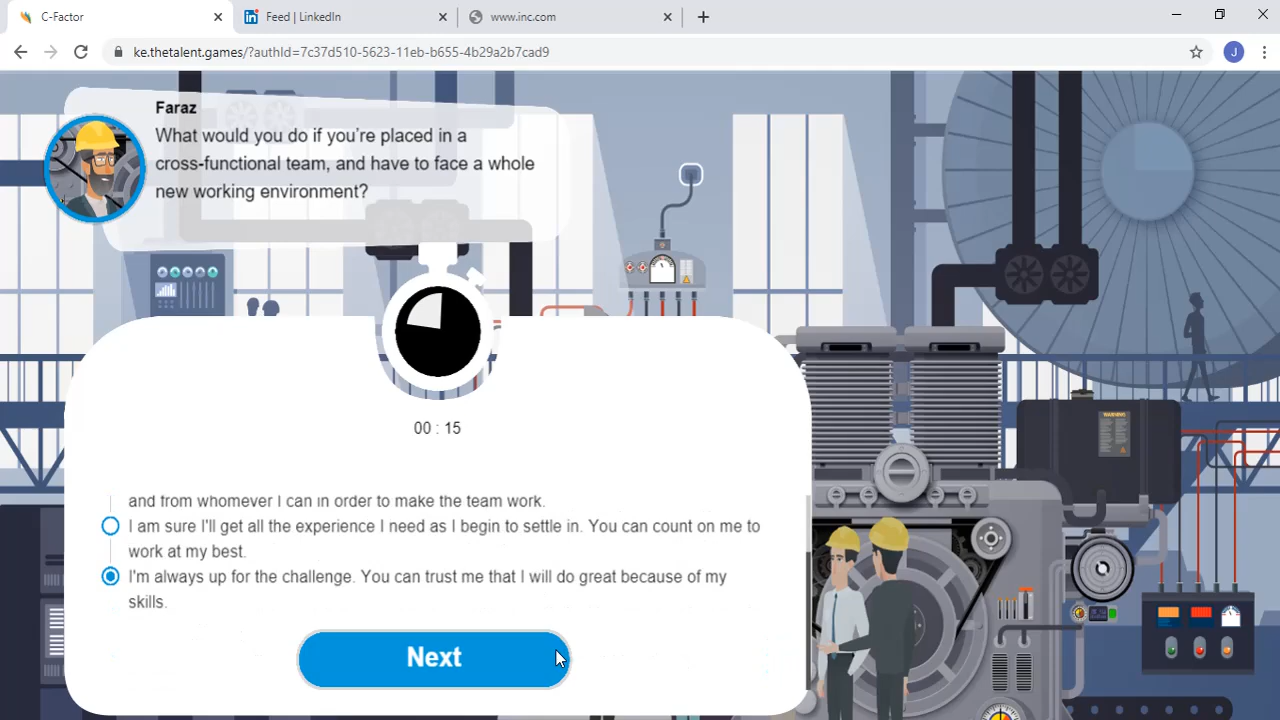 C-Factor
Feed | LinkedIn
www.inc.com
ke.thetalent.games/?authId=7c37d510-5623-11eb-b655-4b29a2b7cad9
J
Faraz
What would you do if you're placed in a
cross-functional team, and have to face a whole
new working environment?
00 : 15
and from whomever I can in order to make the team work.
I am sure I'll get all the experience I need as I begin to settle in. You can count on me to
work at my best.
I'm always up for the challenge. You can trust me that I will do great because of my
skills.
Next
WARNING